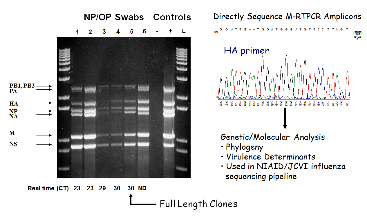 NP/OP Swabs Controls
1 2 3 4 5 6 - + L
PB1, PB2
PA
HA
NP
NA
M
NS
Real time (CT) 23 23 29 30 30 ND
Full Length Clones
Directly Sequence M-RTPCR Amplicons
HA primer
Genetic/Molecular Analysis
• Phylogeny
• Virulence Determinants
• Used in NIAID/JCVI influenza
sequencing pipeline